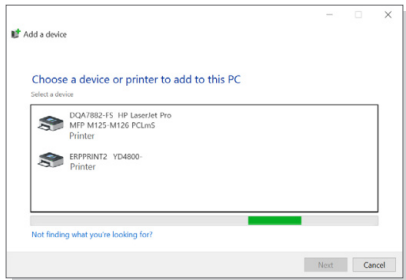 Add a device
Choose a device or printer to add to this PC
Select a device
DQA7882-FS HP LaserJet Pro
MFP M125-M126 PCLmS
Printer
ERPPRINT2 YD4800-
Printer
Not finding what you're looking for?
Next Cancel